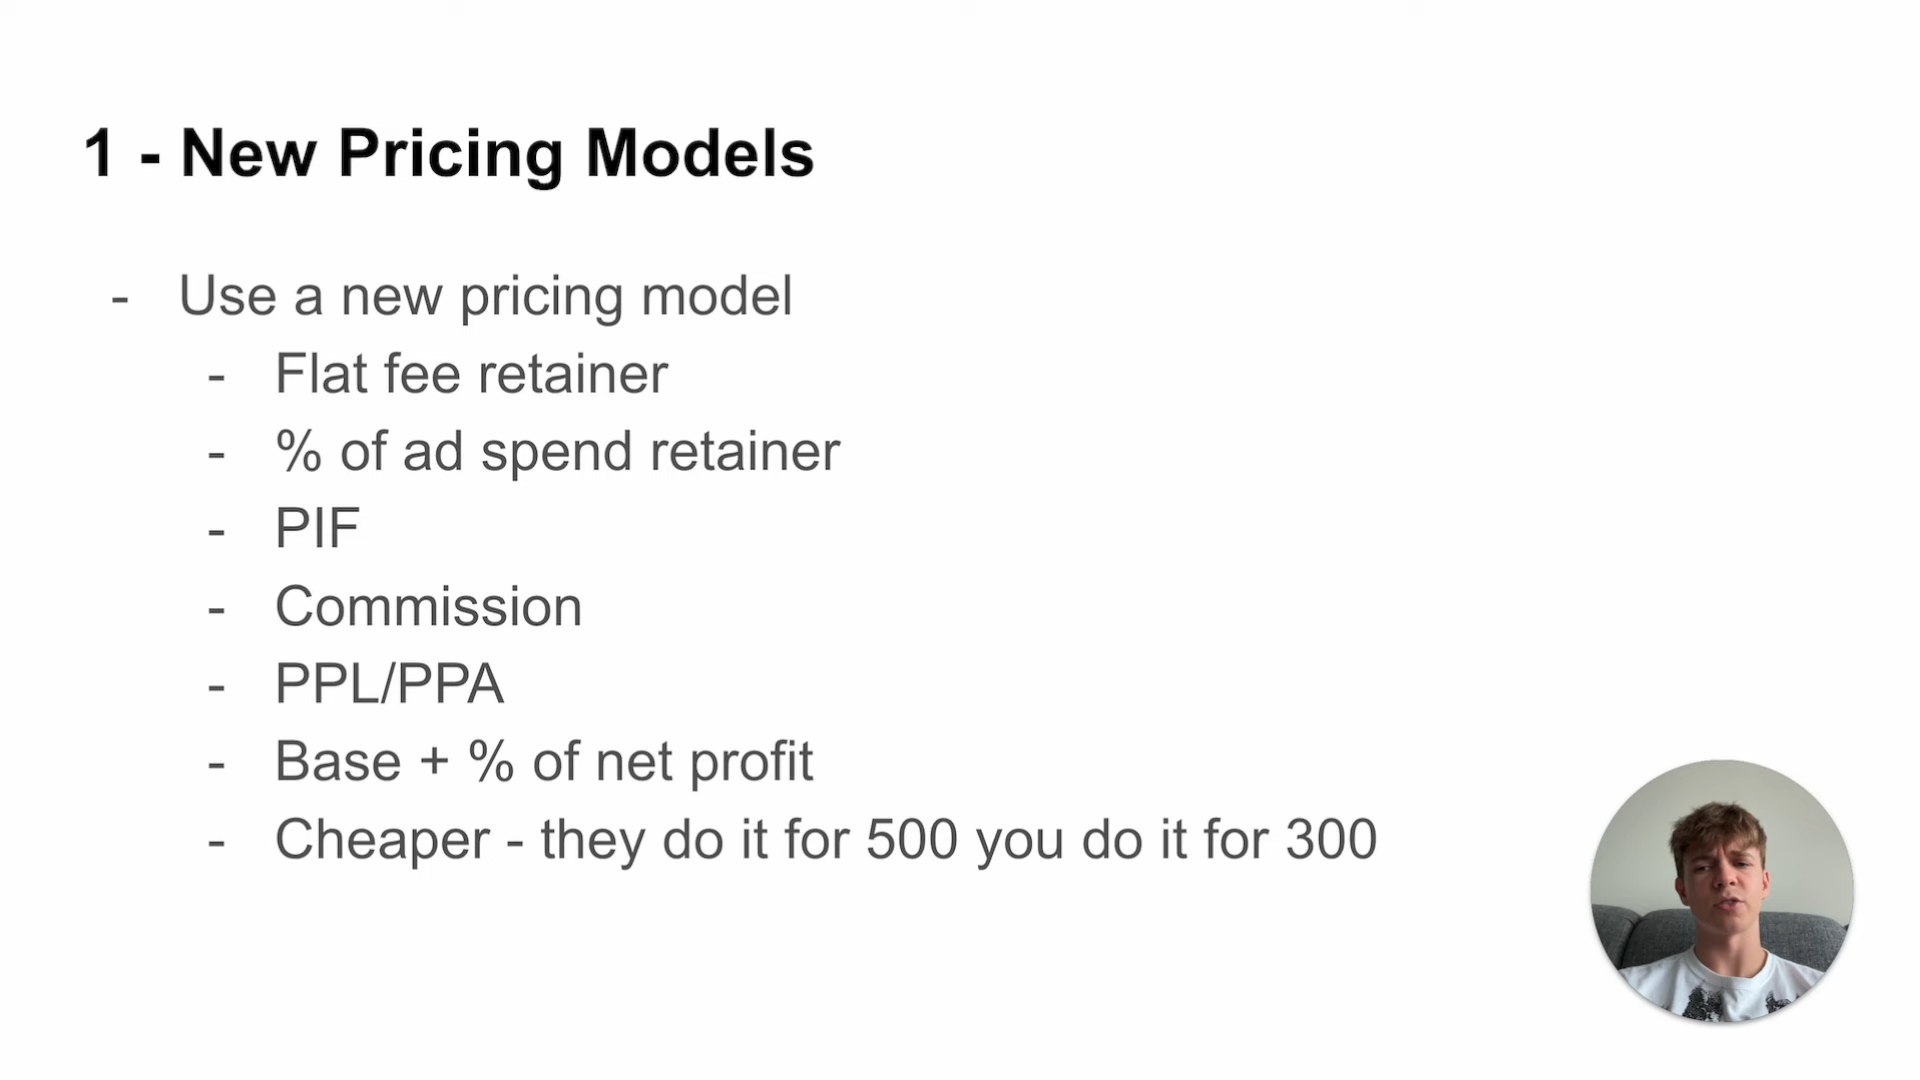 1 - New Pricing Models
- Use a new pricing model
- Flat fee retainer
- % of ad spend retainer
- PIF
- Commission
- PPL/PPA
- Base + % of net profit
- Cheaper - they do it for 500 you do it for 300